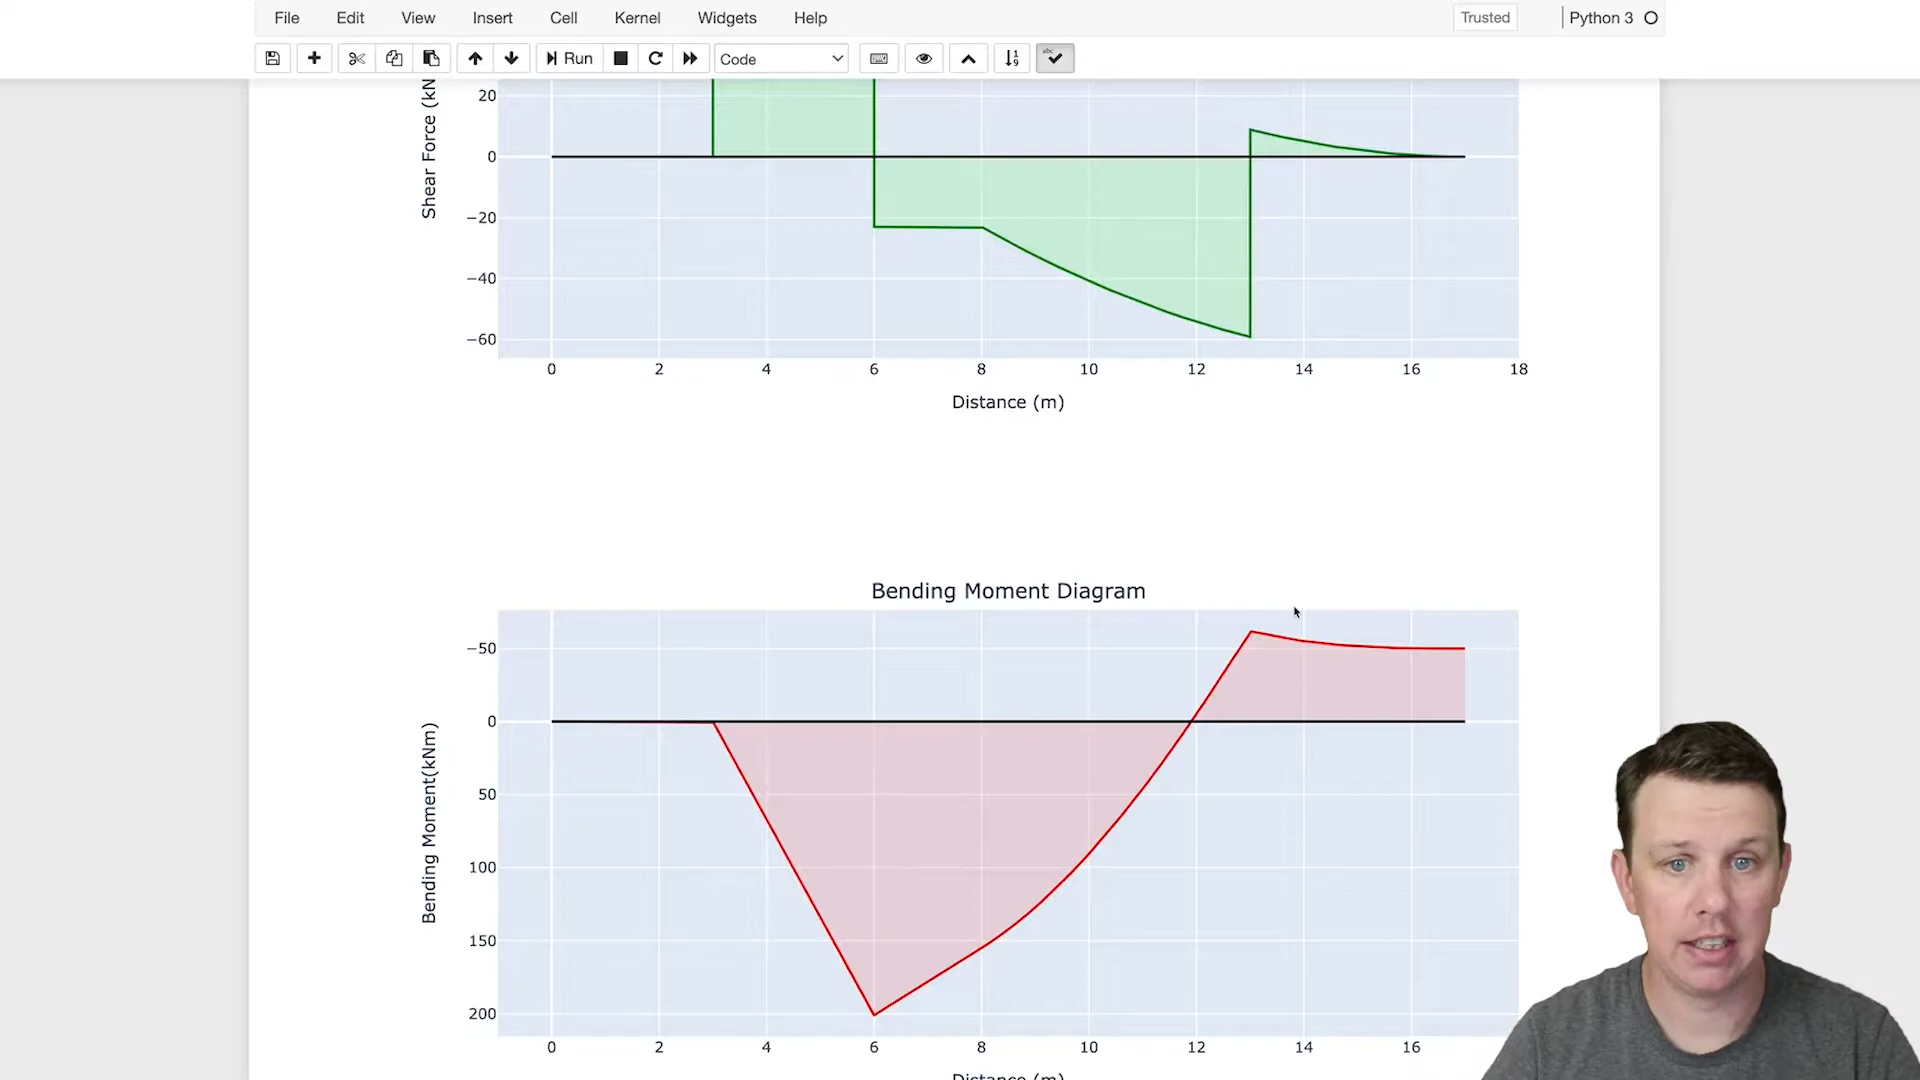 File Edit View Insert Cell Kernel Widgets Help Trusted Python 3
Run Code
Shear Force (kN
20
0
−20
−40
−60
0 2 4 6 8 10 12 14 16 18
Distance (m)
Bending Moment Diagram
Bending Moment(kNm)
−50
0
50
100
150
200
0 2 4 6 8 10 12 14 16
Distance (m)